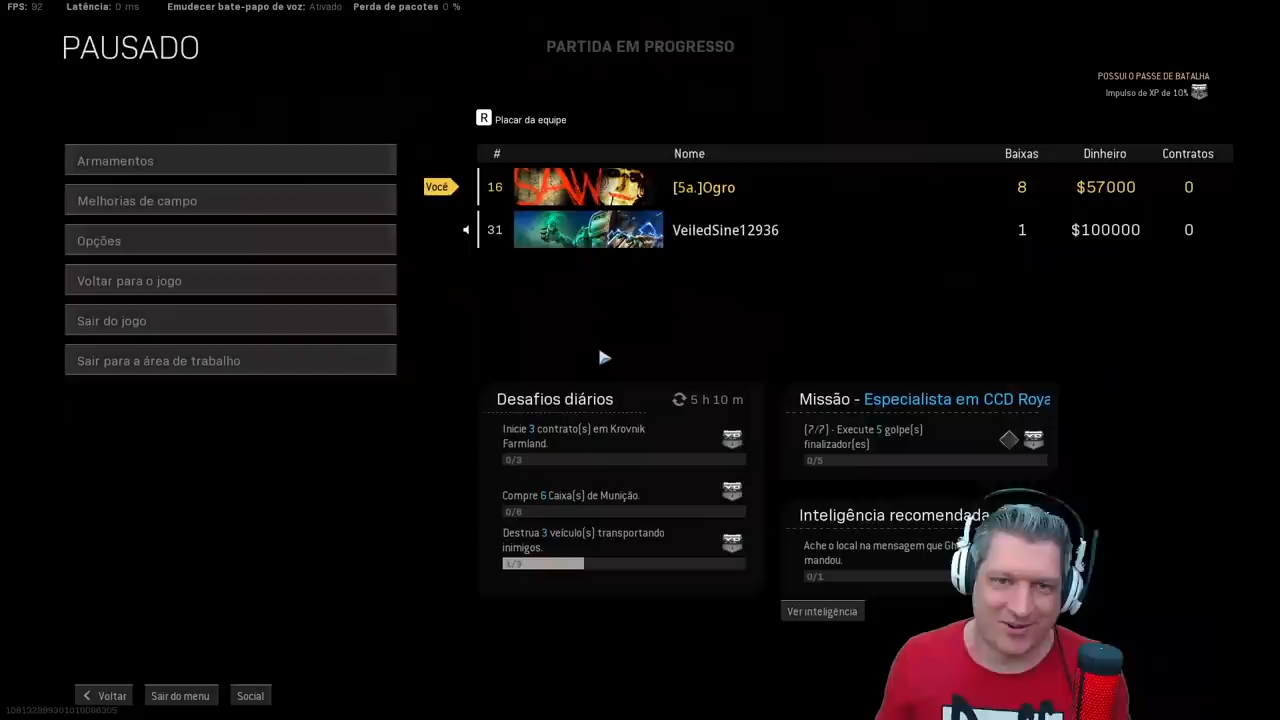 FPS: 92 Latência: 0 ms Emudecer bate-papo de voz: Ativado Perda de pacotes 0 %
PAUSADO
PARTIDA EM PROGRESSO
POSSUI O PASSE DE BATALHA
Impulso de XP de 10%
R Placar da equipe
# Nome Baixas Dinheiro Contratos
Você 16 [5a.]Ogro 8 $57000 0
31 VeiledSine12936 1 $100000 0
Armamentos
Melhorias de campo
Opções
Voltar para o jogo
Sair do jogo
Sair para a área de trabalho
Desafios diários 5 h 10 m
Inicie 3 contrato(s) em Krovnik
Farmland.
0/3
Compre 6 Caixa(s) de Munição.
0/6
Destrua 3 veículo(s) transportando
inimigos.
1/3
Missão - Especialista em CCD Roya
(7/7) - Execute 5 golpe(s)
finalizador(es)
0/5
Inteligência recomendada
Ache o local na mensagem que Gh
mandou.
0/1
Ver inteligência
Voltar Sair do menu Social